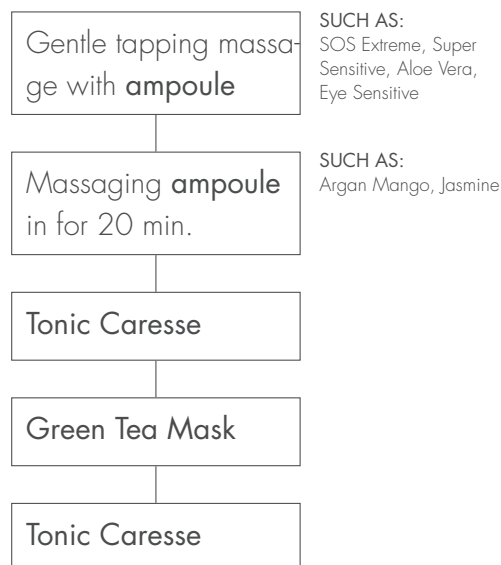 Gentle tapping massa-
ge with ampoule
SUCH AS:
SOS Extreme, Super
Sensitive, Aloe Vera,
Eye Sensitive
Massaging ampoule
in for 20 min.
SUCH AS:
Argan Mango, Jasmine
Tonic Caresse
Green Tea Mask
Tonic Caresse